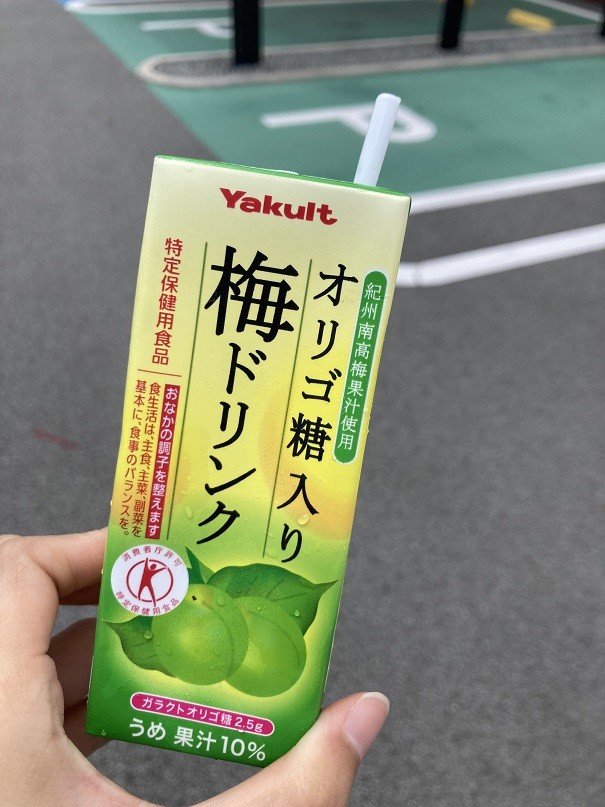 P
P
Yakult
紀州南高梅果汁使用
オリゴ糖入り
梅ドリンク
特定保健用食品
おなかの調子を整えます
食生活は、主食、主菜、副菜を
基本に、食事のバランスを。
消費者庁許可
特定保健用食品
ガラクトオリゴ糖2.5g
うめ 果汁10%